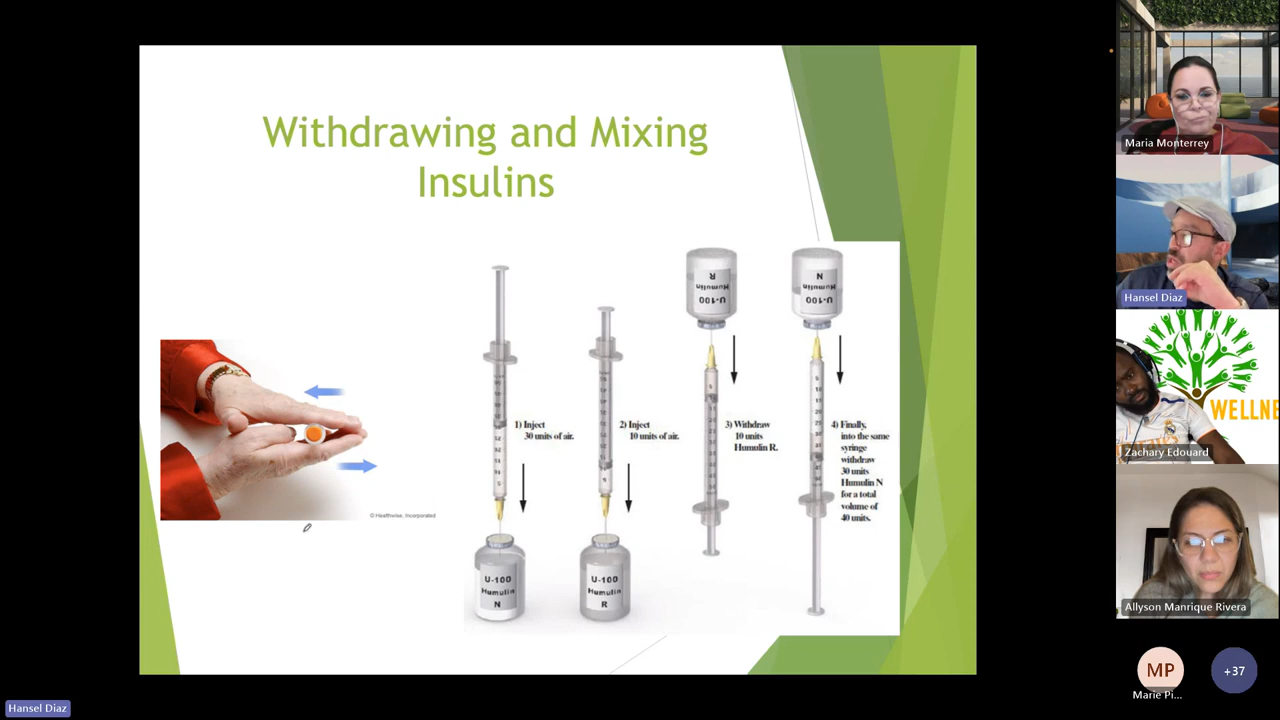 Withdrawing and Mixing
Insulins
© Healthwise, Incorporated
1) Inject
30 units of air.
2) Inject
10 units of air.
3) Withdraw
10 units
Humulin R.
4) Finally,
into the same
syringe
withdraw
30 units
Humulin N
for a total
volume of
40 units.
U-100
Humulin
N
U-100
Humulin
R
U-100
Humulin
R
U-100
Humulin
N
Maria Monterrey
Hansel Diaz
WELLNE
Zachary Edouard
Allyson Manrique Rivera
MP
Marie Pi...
+37
Hansel Diaz